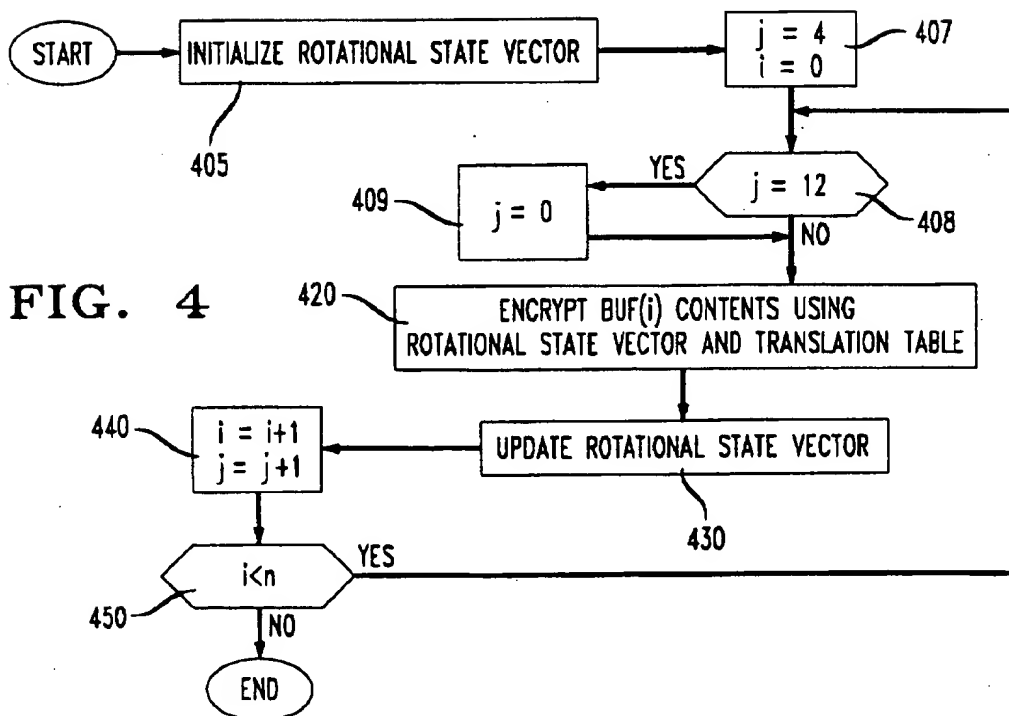 START
INITIALIZE ROTATIONAL STATE VECTOR
j = 4
i = 0
407
405
YES
j = 12
408
409
j = 0
NO
FIG. 4
420
ENCRYPT BUF(i) CONTENTS USING
ROTATIONAL STATE VECTOR AND TRANSLATION TABLE
440
i = i+1
j = j+1
UPDATE ROTATIONAL STATE VECTOR
430
YES
i<n
450
NO
END